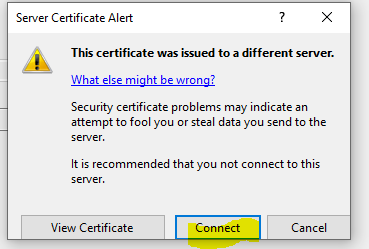 Server Certificate Alert
This certificate was issued to a different server.
What else might be wrong?
Security certificate problems may indicate an
attempt to fool you or steal data you send to the
server.
It is recommended that you not connect to this
server.
View Certificate Connect Cancel